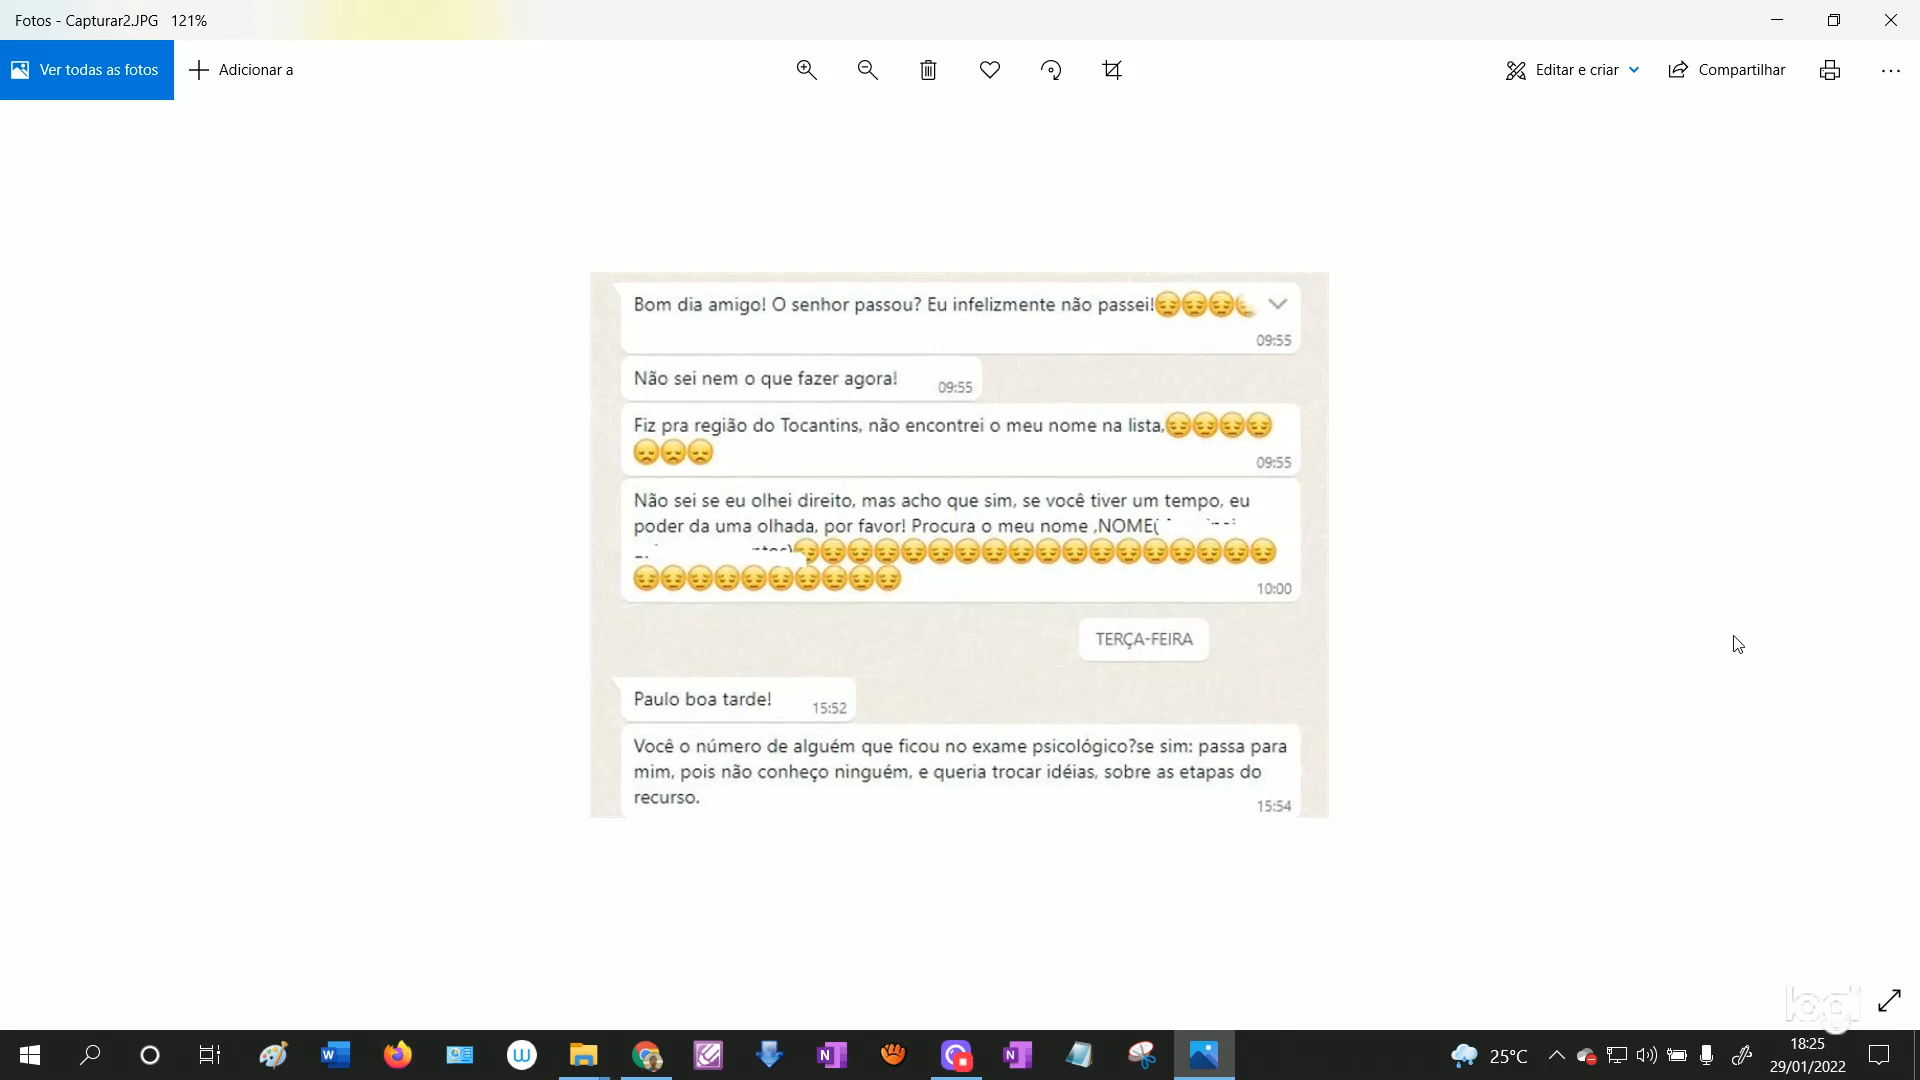 Fotos - Capturar2.JPG 121%
Ver todas as fotos
Adicionar a
Editar e criar
Compartilhar
Bom dia amigo! O senhor passou? Eu infelizmente não passei!
09:55
Não sei nem o que fazer agora!
09:55
Fiz pra região do Tocantins, não encontrei o meu nome na lista,
09:55
Não sei se eu olhei direito, mas acho que sim, se você tiver um tempo, eu
poder da uma olhada, por favor! Procura o meu nome ,NOME(
10:00
TERÇA-FEIRA
Paulo boa tarde!
15:52
Você o número de alguém que ficou no exame psicológico?se sim: passa para
mim, pois não conheço ninguém, e queria trocar idéias, sobre as etapas do
recurso.
15:54
logi
25°C
18:25
29/01/2022